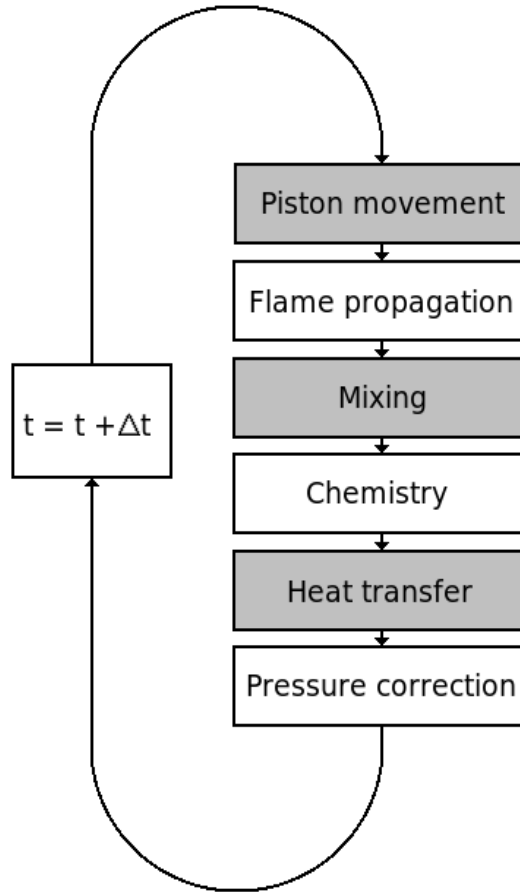 Piston movement
Flame propagation
Mixing
t = t +Δt
Chemistry
Heat transfer
Pressure correction